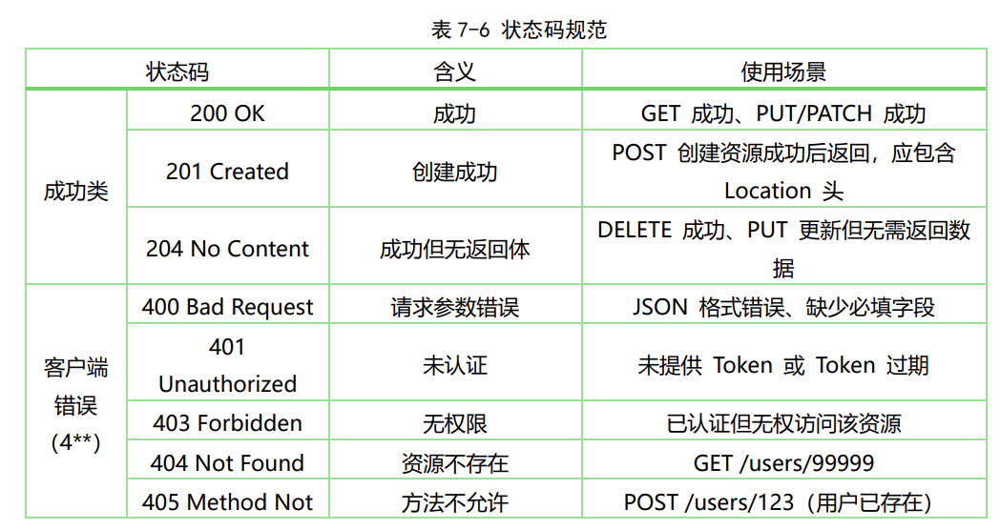 表 7-6 状态码规范
状态码 含义 使用场景
成功类
200 OK 成功 GET 成功、PUT/PATCH 成功
201 Created 创建成功 POST 创建资源成功后返回，应包含
Location 头
204 No Content 成功但无返回体 DELETE 成功、PUT 更新但无需返回数
据
客户端
错误
（4**）
400 Bad Request 请求参数错误 JSON 格式错误、缺少必填字段
401
Unauthorized 未认证 未提供 Token 或 Token 过期
403 Forbidden 无权限 已认证但无权访问该资源
404 Not Found 资源不存在 GET /users/99999
405 Method Not 方法不允许 POST /users/123（用户已存在）